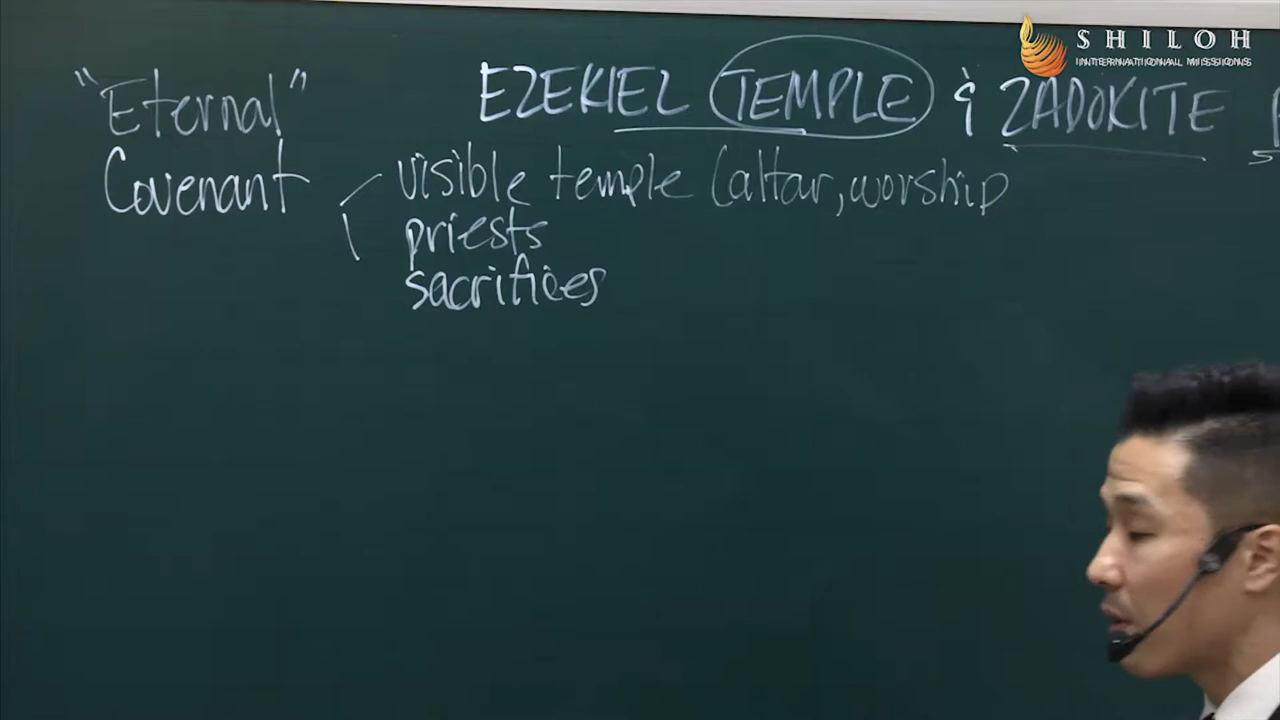 SHILOH
INTERNATIONAL MISSIONS
EZEKIEL TEMPLE & ZADOKITE
"Eternal"
Covenant
visible temple (altar, worship
priests
sacrifices